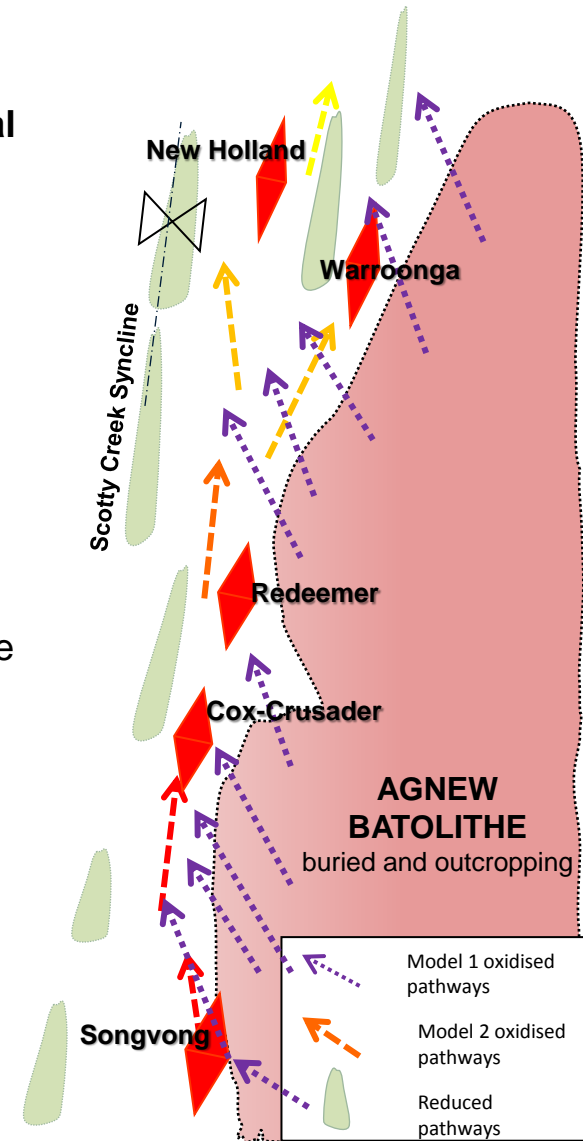 al
New Holland
Warroonga
Scotty Creek Syncline
Redeemer
e
Cox-Crusader
AGNEW
BATOLITHE
buried and outcropping
Songvong
Model 1 oxidised
pathways
Model 2 oxidised
pathways
Reduced
pathways